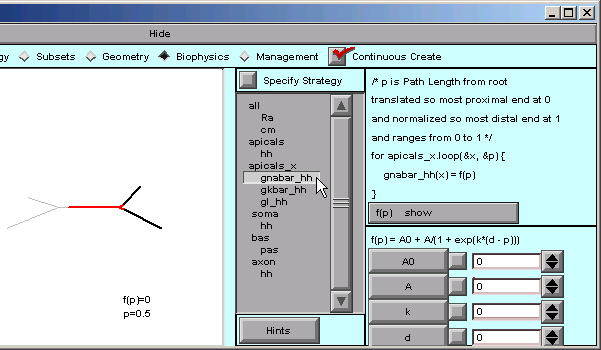 Hide
gy Subsets Geometry Biophysics Management Continuous Create
Specify Strategy
all
Ra
cm
apicals
hh
apicals_x
gnabar_hh
gkbar_hh
gl_hh
soma
hh
bas
pas
axon
hh
Hints
f(p)=0
p=0.5
/* p is Path Length from root
translated so most proximal end at 0
and normalized so most distal end at 1
and ranges from 0 to 1 */
for apicals_x.loop(&x, &p) {
gnabar_hh(x) = f(p)
}
f(p) show
f(p) = A0 + A/(1 + exp(k*(d - p)))
A0 0
A 0
k 0
d 0